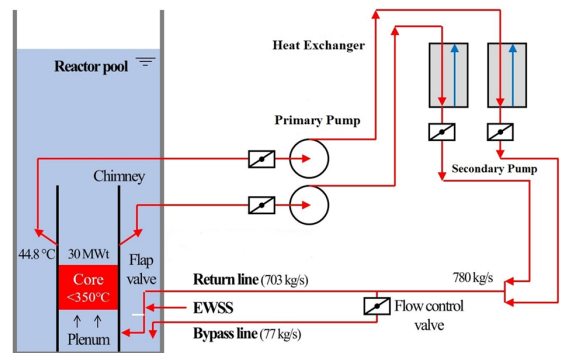 Reactor pool
Heat Exchanger
Primary Pump
Secondary Pump
Chimney
44.8 °C
30 MWt
Flap
valve
Core
<350°C
Plenum
Return line (703 kg/s)
780 kg/s
EWSS
Flow control
valve
Bypass line (77 kg/s)